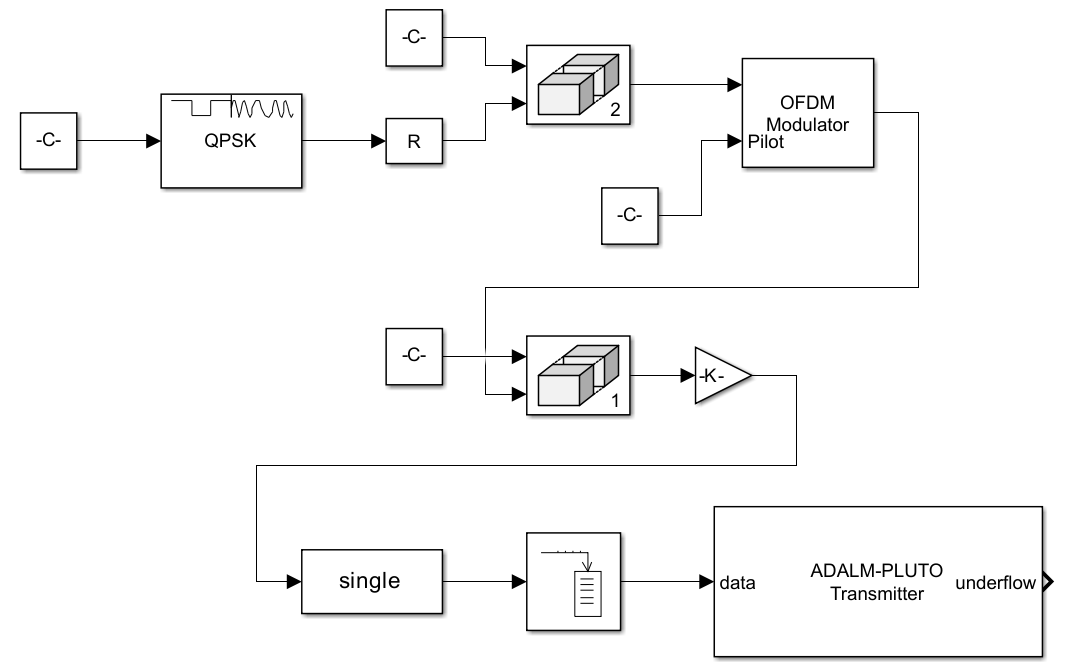 -C-
2
OFDM
Modulator
Pilot
-C-
QPSK
R
-C-
-C-
1
-K-
single
data
ADALM-PLUTO
Transmitter
underflow